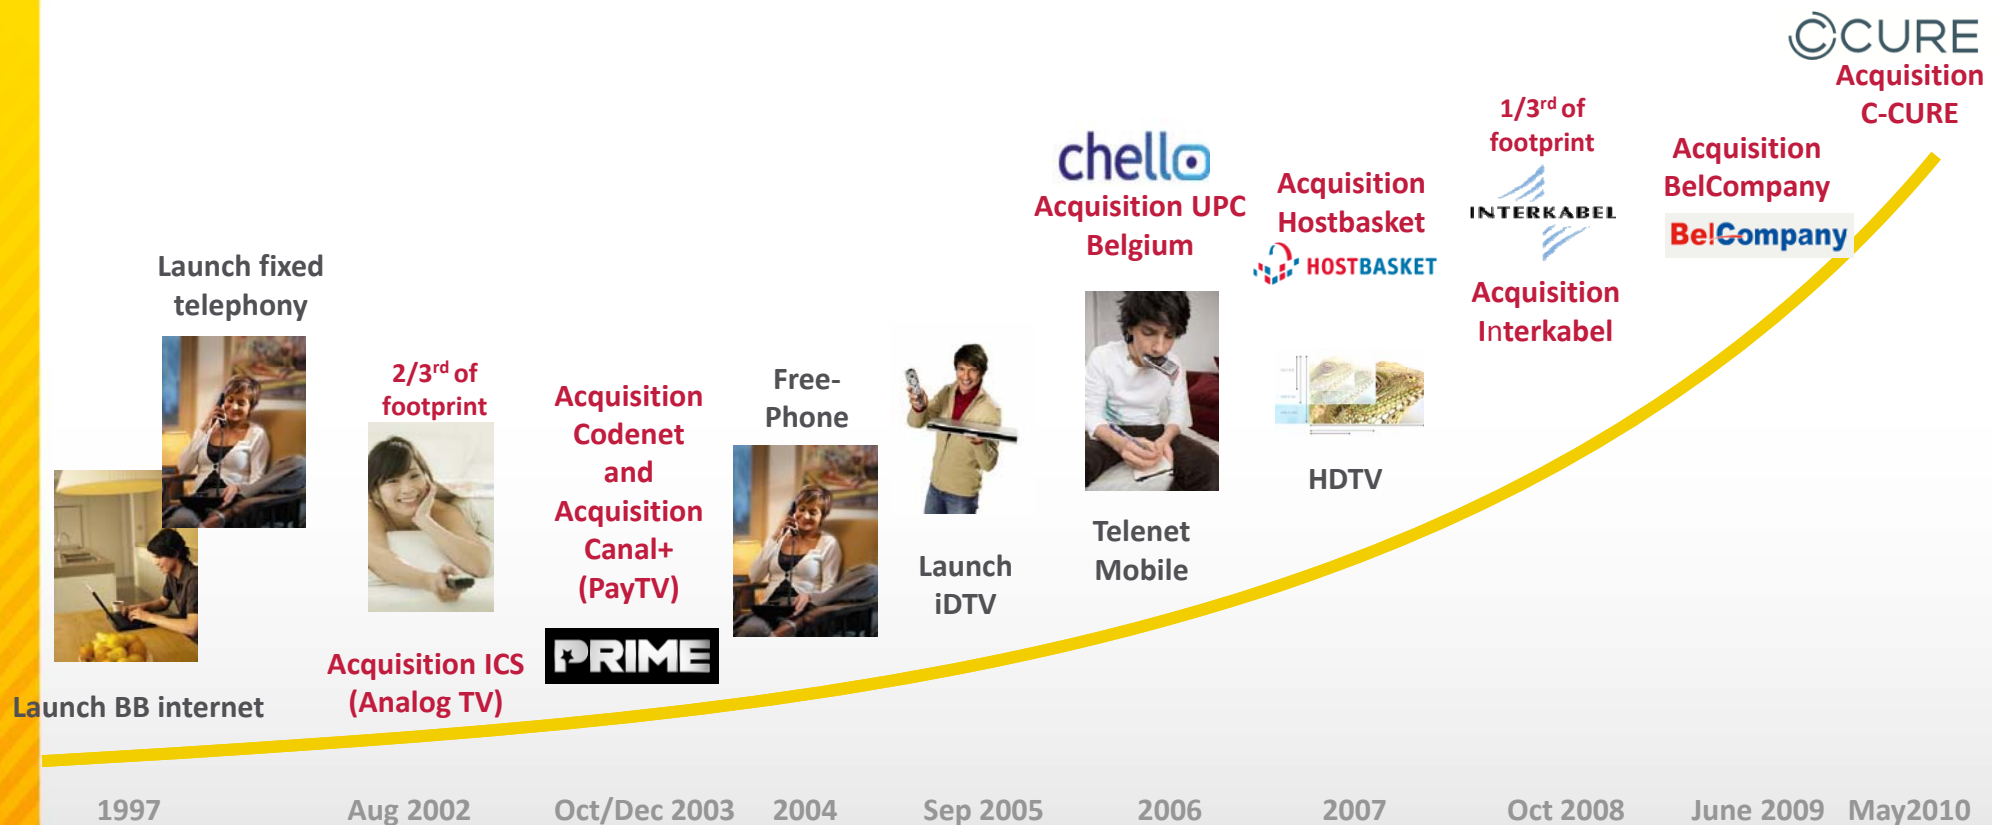 Launch BB internet
Launch fixed
telephony
2/3rd of
footprint
Acquisition ICS
(Analog TV)
Acquisition
Codenet
and
Acquisition
Canal+
(PayTV)
PRIME
Free-
Phone
Launch
iDTV
chello
Acquisition UPC
Belgium
Telenet
Mobile
Acquisition
Hostbasket
HOSTBASKET
HDTV
1/3rd of
footprint
INTERKABEL
Acquisition
Interkabel
Acquisition
BelCompany
BelCompany
CCURE
Acquisition
C-CURE
1997
Aug 2002
Oct/Dec 2003
2004
Sep 2005
2006
2007
Oct 2008
June 2009
May2010